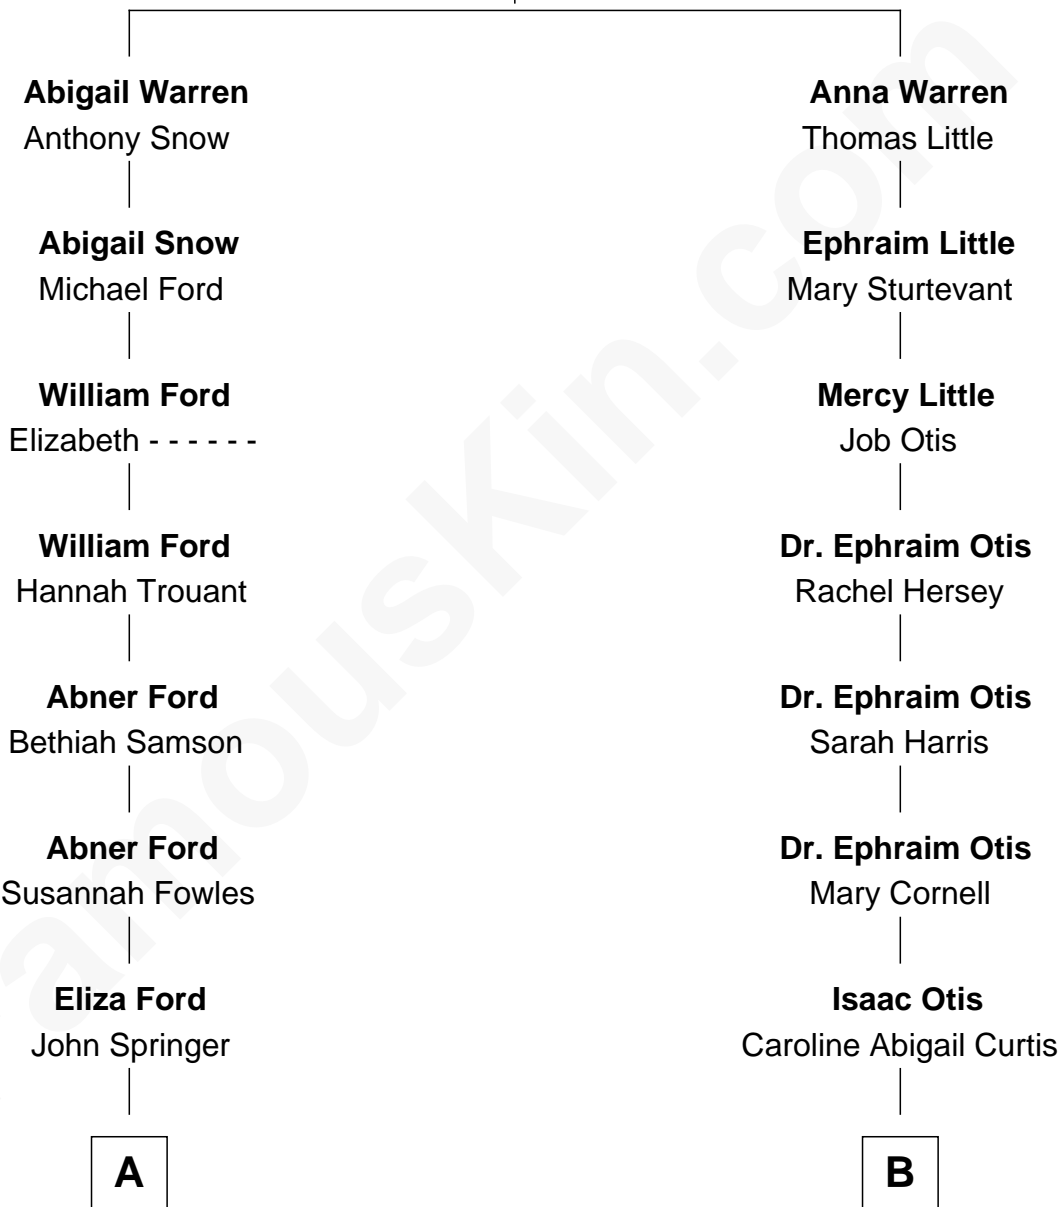 Abigail Warren
Anthony Snow
Anna Warren
Thomas Little
Abigail Snow
Michael Ford
Ephraim Little
Mary Sturtevant
William Ford
Elizabeth - - - - - -
Mercy Little
Job Otis
William Ford
Hannah Trouant
Dr. Ephraim Otis
Rachel Hersey
Abner Ford
Bethiah Samson
Dr. Ephraim Otis
Sarah Harris
Abner Ford
Susannah Fowles
Dr. Ephraim Otis
Mary Cornell
Eliza Ford
John Springer
Isaac Otis
Caroline Abigail Curtis
A
B
amouskin.com